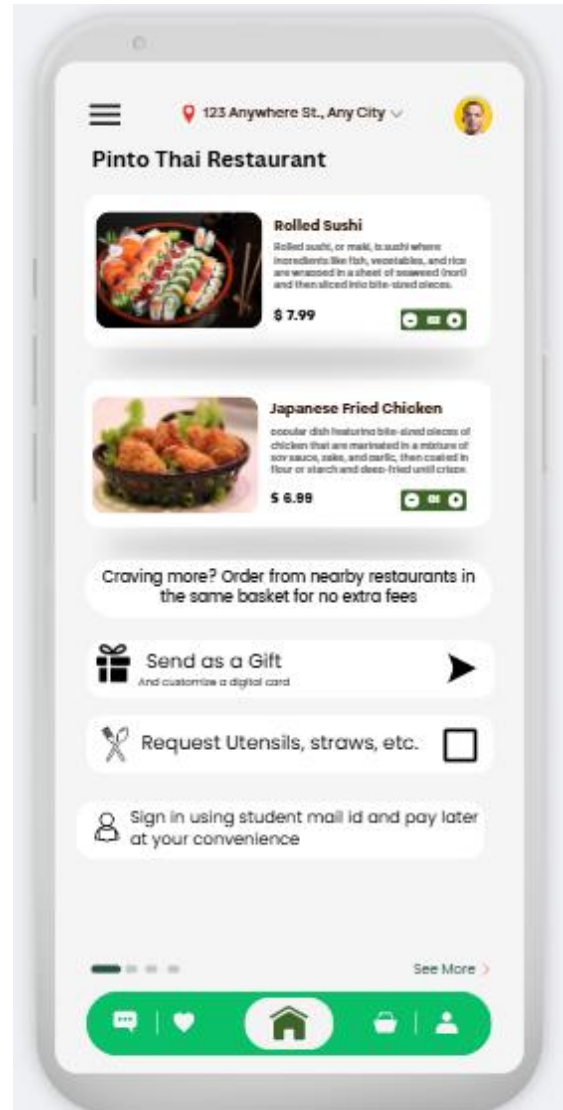 123 Anywhere St., Any City
Pinto Thai Restaurant
Rolled Sushi
Rolled sushi, or maki, is sushi where
ingredients like fish, vegetables, and rice
are wrapped in a sheet of seaweed (nori)
and then sliced into bite-sized pieces.
$ 7.99
Japanese Fried Chicken
popular dish featuring bite-sized pieces of
chicken that are marinated in a mixture of
soy sauce, sake, and garlic, then coated in
flour or starch and deep-fried until crispy.
$ 6.99
Craving more? Order from nearby restaurants in
the same basket for no extra fees
Send as a Gift
And customize a digital card
Request Utensils, straws, etc.
Sign in using student mail id and pay later
at your convenience
See More